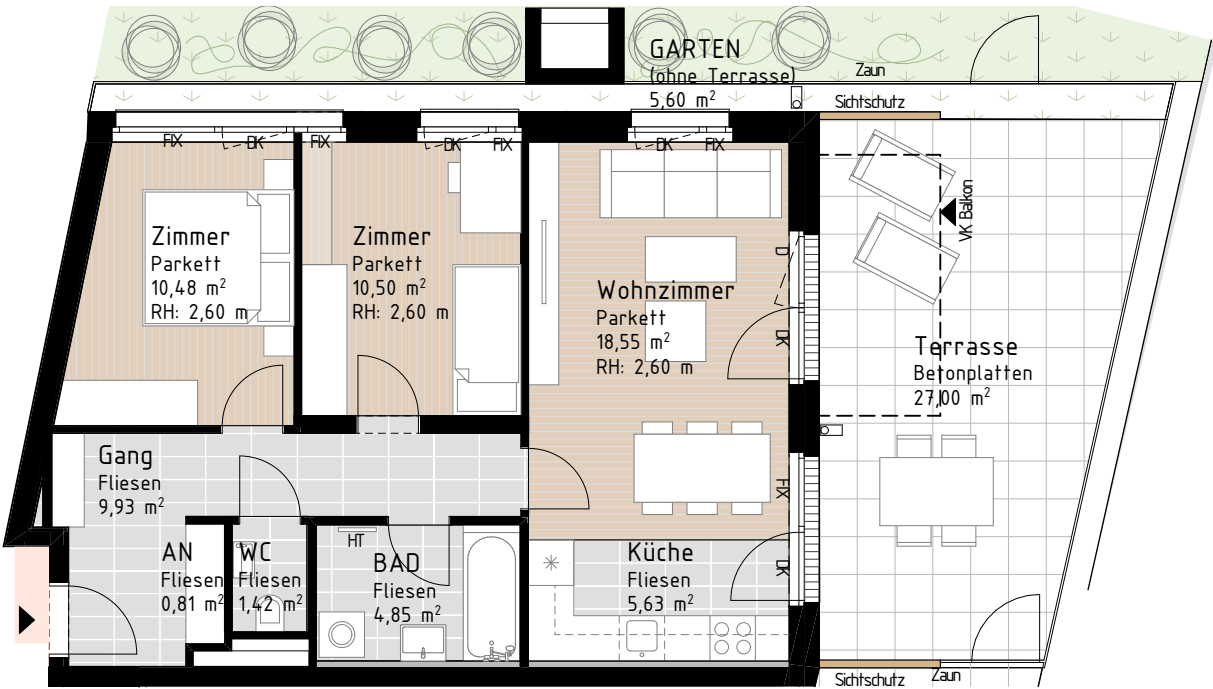 GARTEN
(ohne Terrasse)
5,60 m²
Zaun
Sichtschutz
FIX
DK
FIX
DK
FIX
DK
FIX
Zimmer
Parkett
10,48 m²
RH: 2,60 m
Zimmer
Parkett
10,50 m²
RH: 2,60 m
Wohnzimmer
Parkett
18,55 m²
RH: 2,60 m
D
DK
VK Balkon
Terrasse
Betonplatten
27,00 m²
Gang
Fliesen
9,93 m²
FIX
AN
Fliesen
0,81 m²
WC
Fliesen
1,42 m²
HT
BAD
Fliesen
4,85 m²
Küche
Fliesen
5,63 m²
DK
Sichtschutz
Zaun